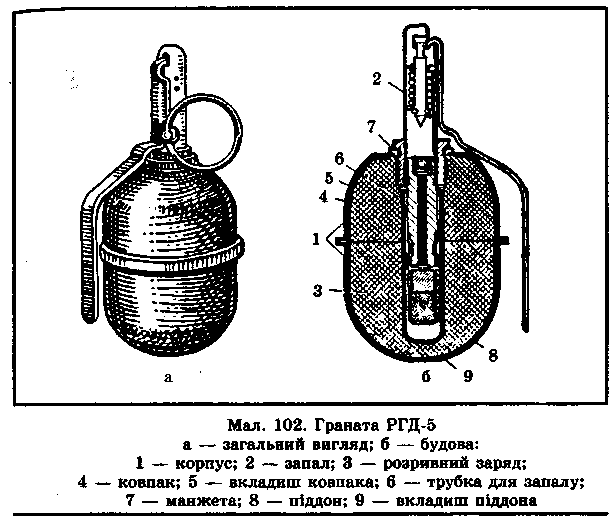 2
7
6
5
4
1
3
8
9
а
б
Мал. 102. Граната РГД-5
а — загальний вигляд; б — будова:
1 — корпус; 2 — запал; 3 — розривний заряд;
4 — ковпак; 5 — вкладиш ковпака; 6 — трубка для запалу;
7 — манжета; 8 — піддон; 9 — вкладиш піддона